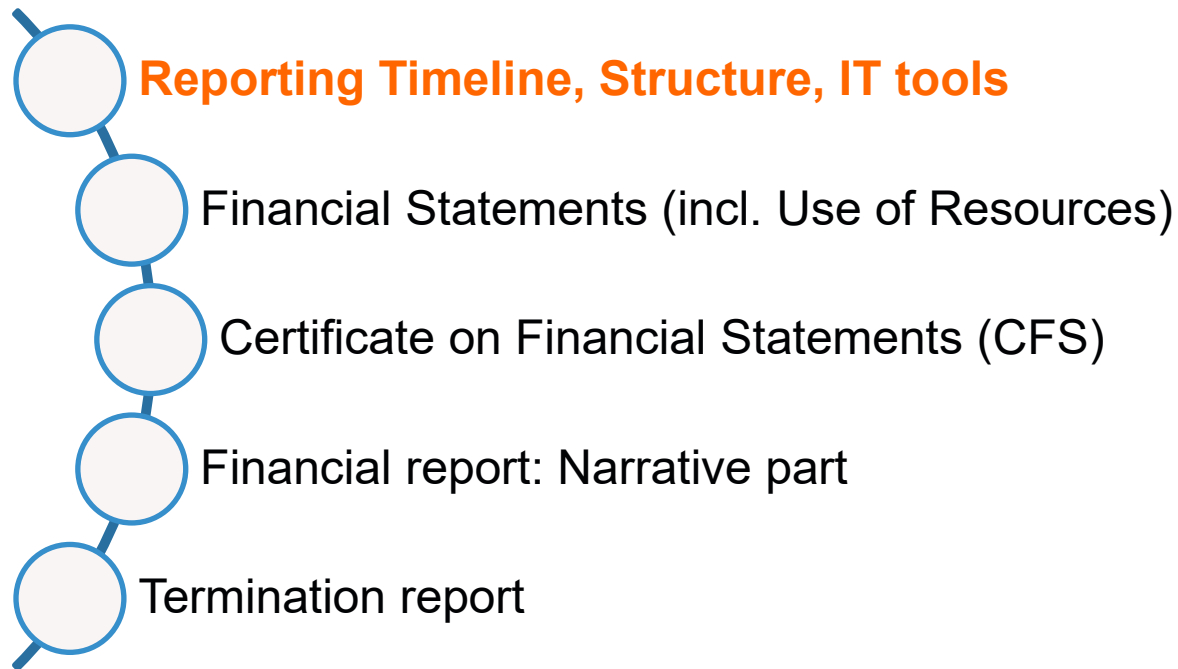 Reporting Timeline, Structure, IT tools
Financial Statements (incl. Use of Resources)
Certificate on Financial Statements (CFS)
Financial report: Narrative part
Termination report